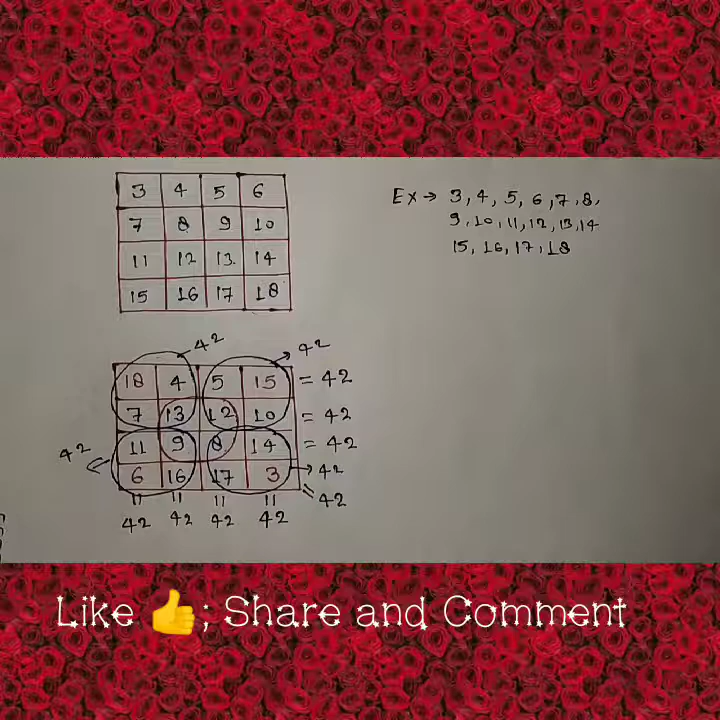 3 4 5 6
7 8 9 10
11 12 13 14
15 16 17 18
Ex → 3, 4, 5, 6, 7, 8,
9, 10, 11, 12, 13, 14
15, 16, 17, 18
42 42
18 4 5 15 = 42
7 13 12 10 = 42
42 11 9 8 14 = 42
6 16 17 3 → 42
= 42
" " " "
42 42 42 42
Like 👍; Share and Comment